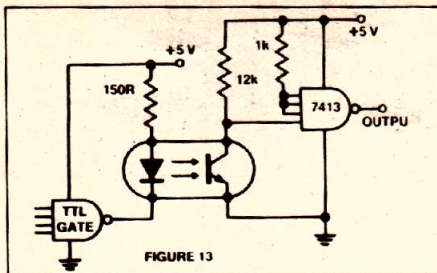 +5 V
+5 V
150R
12k
1k
7413
OUTPU
TTL
GATE
FIGURE 13